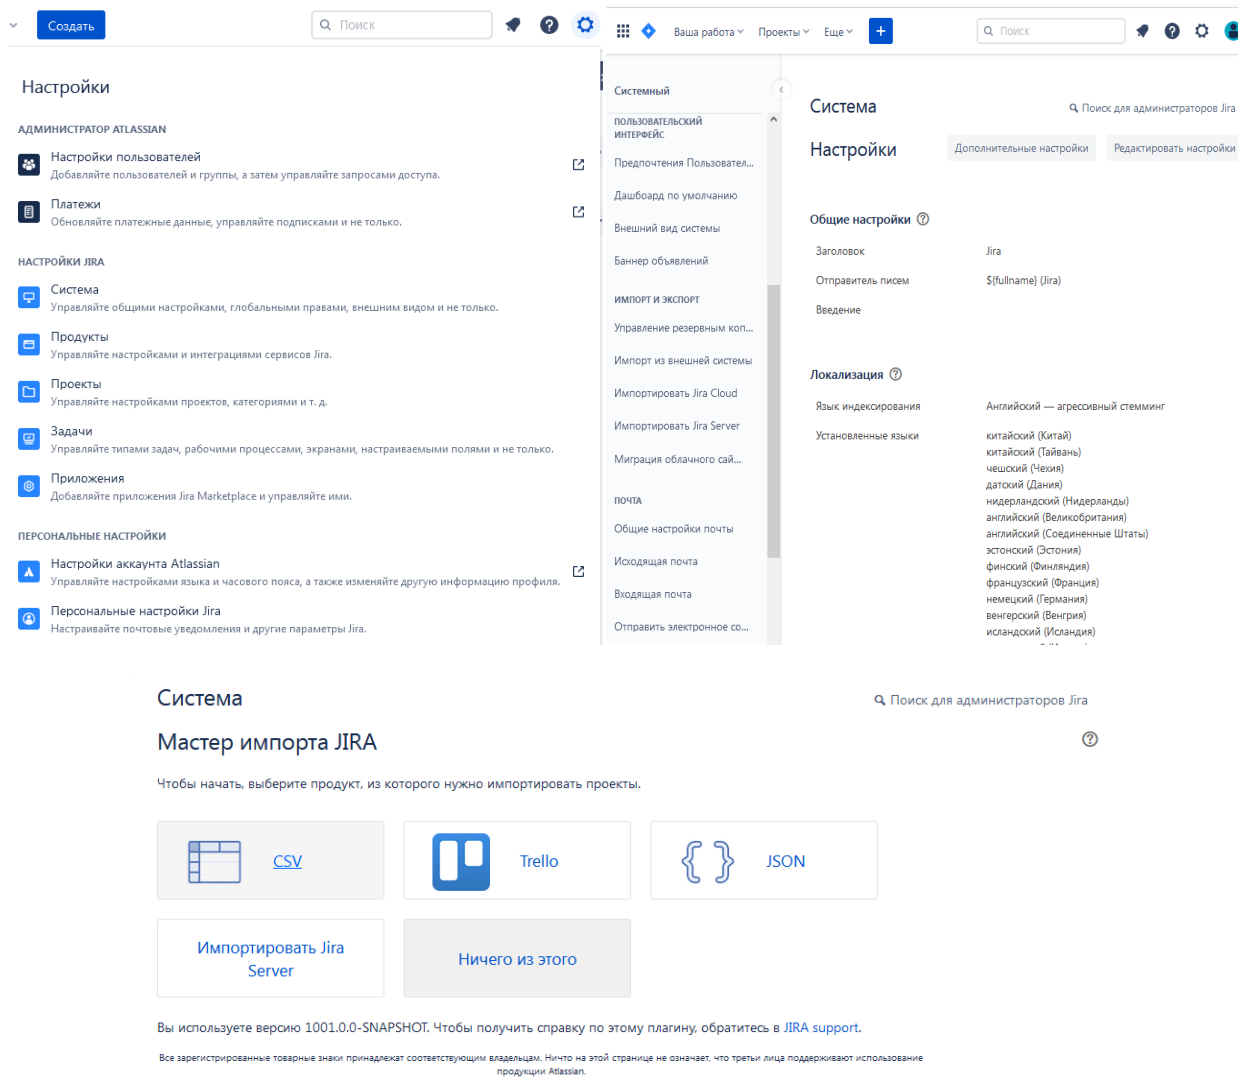 Создать
Поиск
Настройки
АДМИНИСТРАТОР ATLASSIAN
Настройки пользователей
Добавляйте пользователей и группы, а затем управляйте запросами доступа.
Платежи
Обновляйте платежные данные, управляйте подписками и не только.
НАСТРОЙКИ JIRA
Система
Управляйте общими настройками, глобальными правами, внешним видом и не только.
Продукты
Управляйте настройками и интеграциями сервисов Jira.
Проекты
Управляйте настройками проектов, категориями и т. д.
Задачи
Управляйте типами задач, рабочими процессами, экранами, настраиваемыми полями и не только.
Приложения
Добавляйте приложения Jira Marketplace и управляйте ими.
ПЕРСОНАЛЬНЫЕ НАСТРОЙКИ
Настройки аккаунта Atlassian
Управляйте настройками языка и часового пояса, а также изменяйте другую информацию профиля.
Персональные настройки Jira
Настраивайте почтовые уведомления и другие параметры Jira.
Ваша работа Проекты Еще +
Поиск
Системный
ПОЛЬЗОВАТЕЛЬСКИЙ
ИНТЕРФЕЙС
Предпочтения Пользовател...
Дашбоард по умолчанию
Внешний вид системы
Баннер объявлений
ИМПОРТ И ЭКСПОРТ
Управление резервным коп...
Импорт из внешней системы
Импортировать Jira Cloud
Импортировать Jira Server
Миграция облачного сай...
ПОЧТА
Общие настройки почты
Исходящая почта
Входящая почта
Отправить электронное со...
Система
Поиск для администраторов Jira
Настройки
Дополнительные настройки
Редактировать настройки
Общие настройки
Заголовок Jira
Отправитель писем ${fullname} (Jira)
Введение
Локализация
Язык индексирования Английский — агрессивный стемминг
Установленные языки китайский (Китай)
китайский (Тайвань)
чешский (Чехия)
датский (Дания)
нидерландский (Нидерланды)
английский (Великобритания)
английский (Соединенные Штаты)
эстонский (Эстония)
финский (Финляндия)
французский (Франция)
немецкий (Германия)
венгерский (Венгрия)
исландский (Исландия)
Система
Поиск для администраторов Jira
Мастер импорта JIRA
Чтобы начать, выберите продукт, из которого нужно импортировать проекты.
CSV
Trello
{ } JSON
Импортировать Jira
Server
Ничего из этого
Вы используете версию 1001.0.0-SNAPSHOT. Чтобы получить справку по этому плагину, обратитесь в JIRA support.
Все зарегистрированные товарные знаки принадлежат соответствующим владельцам. Ничто на этой странице не означает, что третьи лица поддерживают использование
продукции Atlassian.